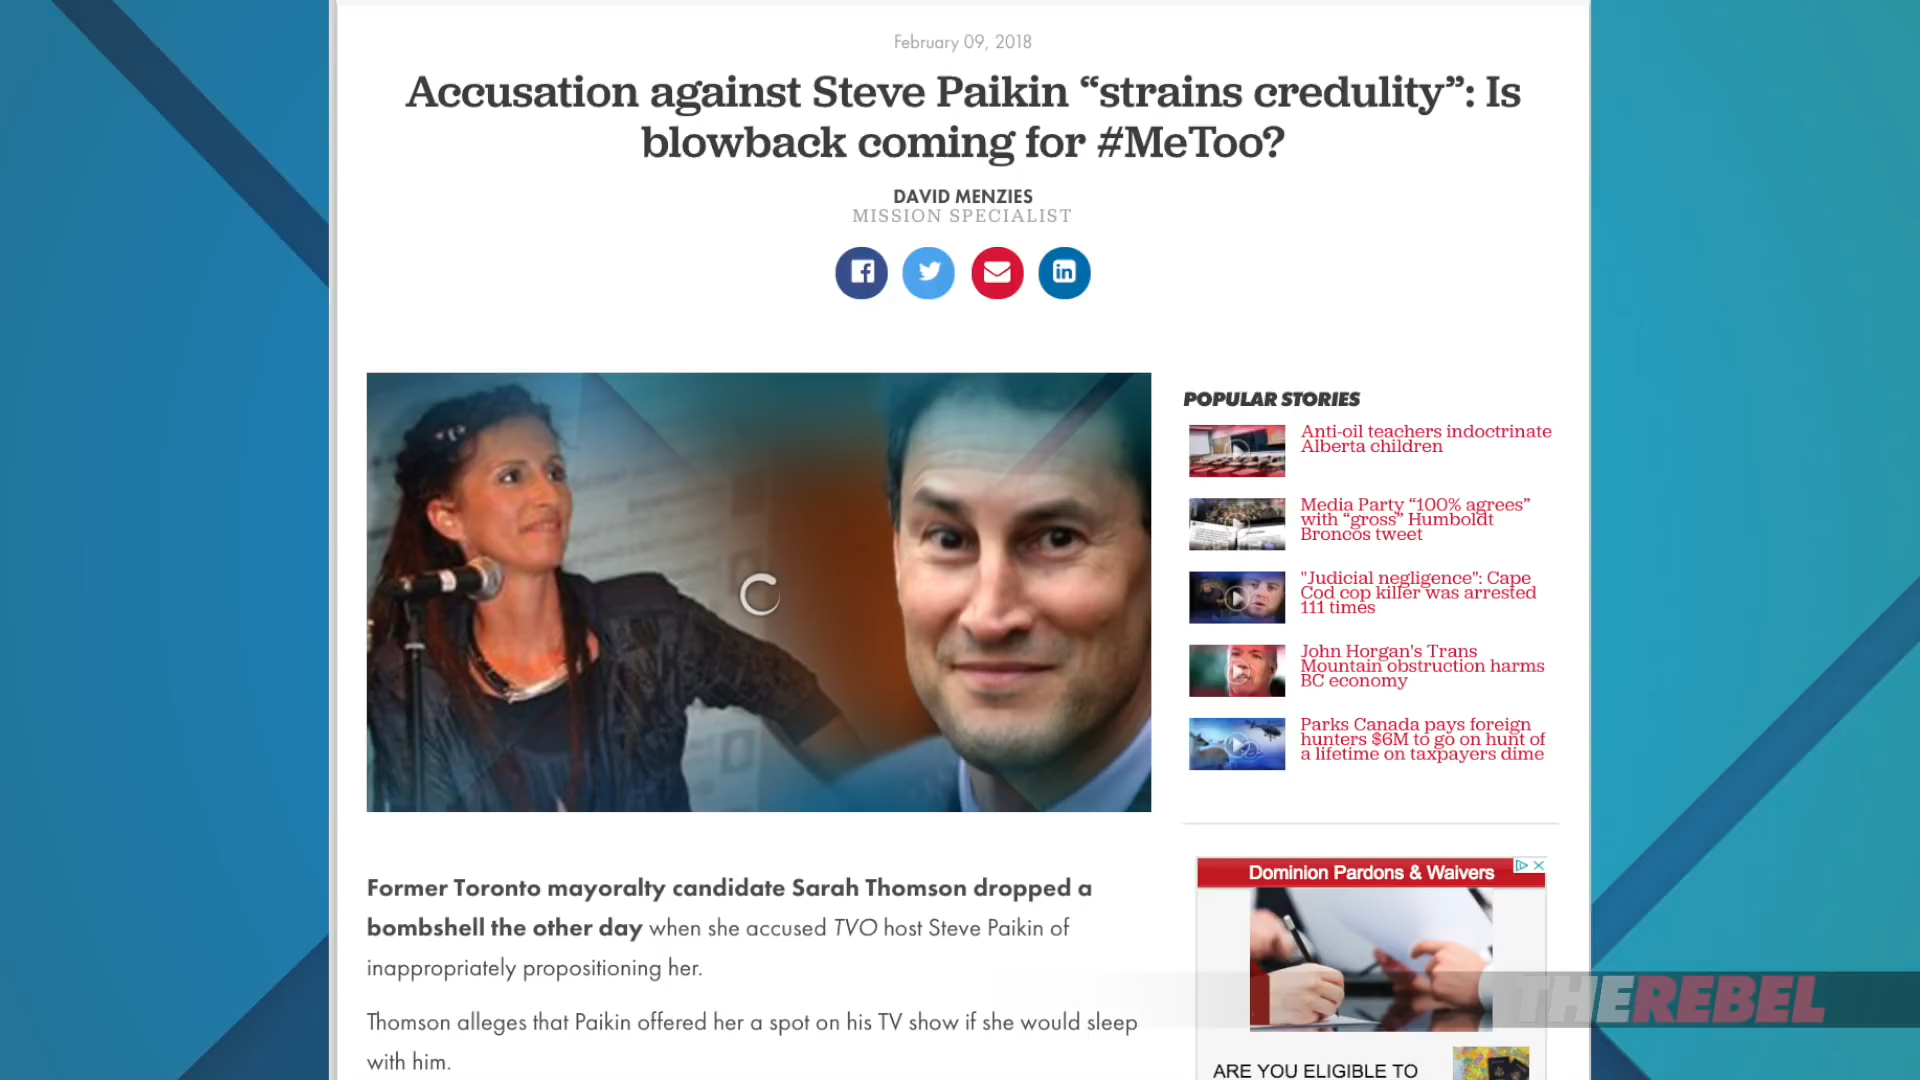 February 09, 2018
Accusation against Steve Paikin “strains credulity”: Is
blowback coming for #MeToo?
DAVID MENZIES
MISSION SPECIALIST
POPULAR STORIES
Anti-oil teachers indoctrinate
Alberta children
Media Party “100% agrees”
with “gross” Humboldt
Broncos tweet
"Judicial negligence": Cape
Cod cop killer was arrested
111 times
John Horgan's Trans
Mountain obstruction harms
BC economy
Parks Canada pays foreign
hunters $6M to go on hunt of
a lifetime on taxpayers dime
Former Toronto mayoralty candidate Sarah Thomson dropped a
bombshell the other day when she accused TVO host Steve Paikin of
inappropriately propositioning her.
Thomson alleges that Paikin offered her a spot on his TV show if she would sleep
with him.
Dominion Pardons & Waivers
ARE YOU ELIGIBLE TO
THEREBEL